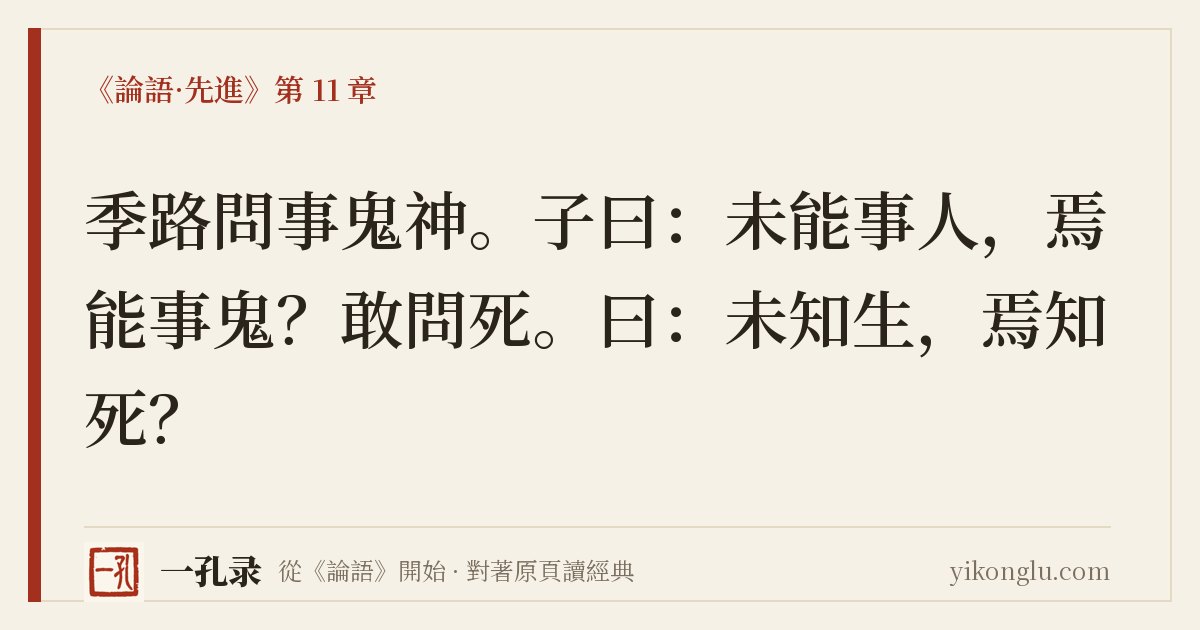 《論語·先進》第 11 章
季路問事鬼神。子曰：未能事人，焉
能事鬼？敢問死。曰：未知生，焉知
死？
一孔
一孔录 從《論語》開始 · 對著原頁讀經典 yikonglu.com